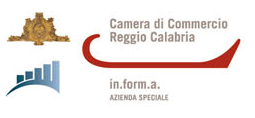 Camera di Commercio
Reggio Calabria
in.form.a.
AZIENDA SPECIALE